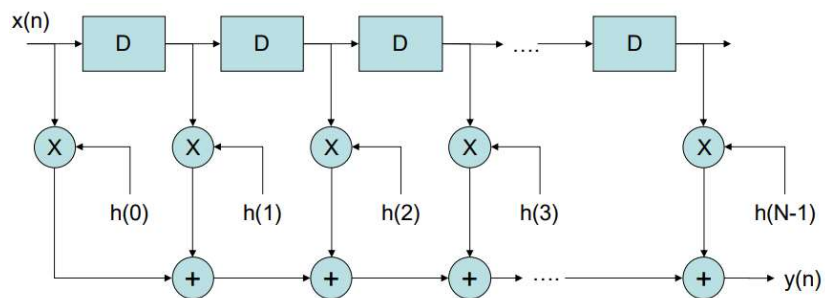 x(n)
D D D .... D
X X X X X
h(0) h(1) h(2) h(3) h(N-1)
+ + + .... + y(n)